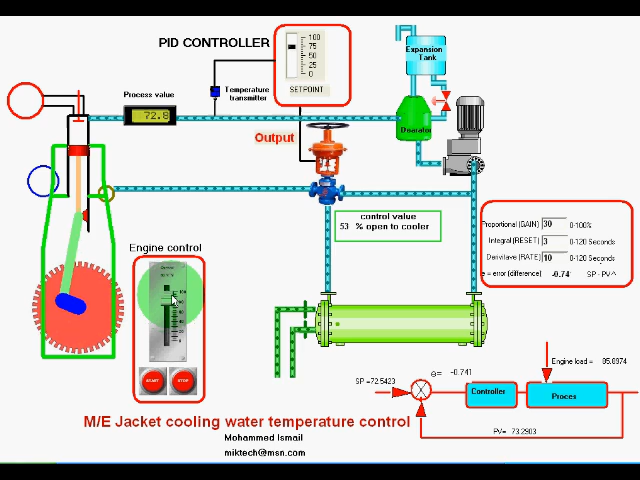 PID CONTROLLER
100
75
50
25
0
SETPOINT
Expansion
Tank
Process value
72.8
Temperature
transmitter
Output
Dearator
control value
53 % open to cooler
Proportional (GAIN) 30 0-100%
Integral (RESET) 3 0-120 Seconds
Derivilave (RATE) 10 0-120 Seconds
e = error (difference) -0.74 SP - PV^
Engine control
START
STOP
Engine load = 85.8974
SP =72.5423
e= -0.741
Controller
Proces
PV= 73.2903
M/E Jacket cooling water temperature control
Mohammed Ismail
miktech@msn.com